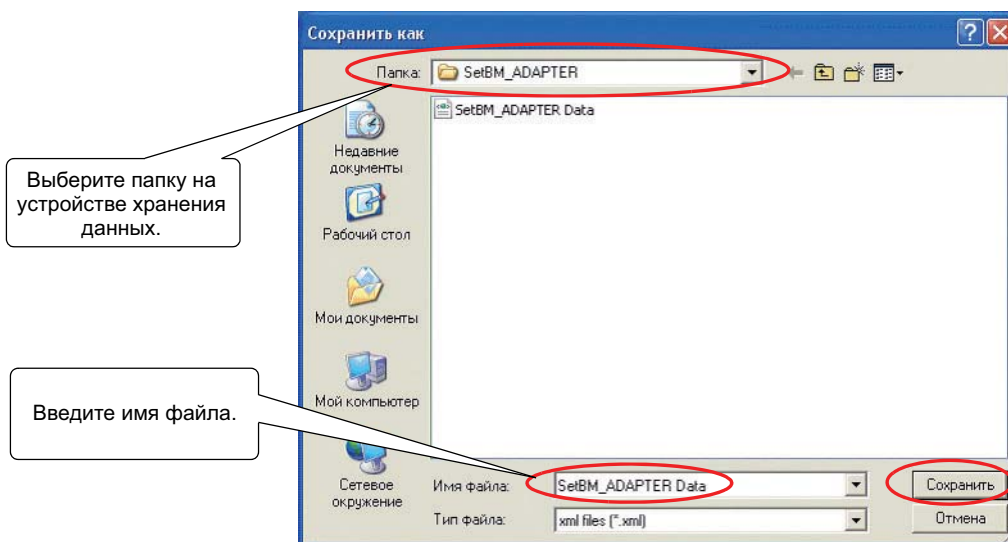 Сохранить как
Папка: SetBM_ADAPTER
SetBM_ADAPTER Data
Недавние
документы
Рабочий стол
Мои документы
Мой компьютер
Сетевое
окружение
Выберите папку на
устройстве хранения
данных.
Введите имя файла.
Имя файла: SetBM_ADAPTER Data
Сохранить
Тип файла: xml files (*.xml)
Отмена